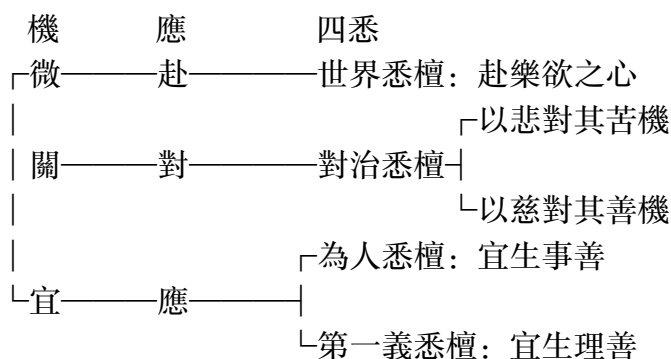 機 應 四悉
微 赴 世界悉檀：赴樂欲之心
以悲對其苦機
關 對 對治悉檀
以慈對其善機
為人悉檀：宜生事善
宜 應
第一義悉檀：宜生理善